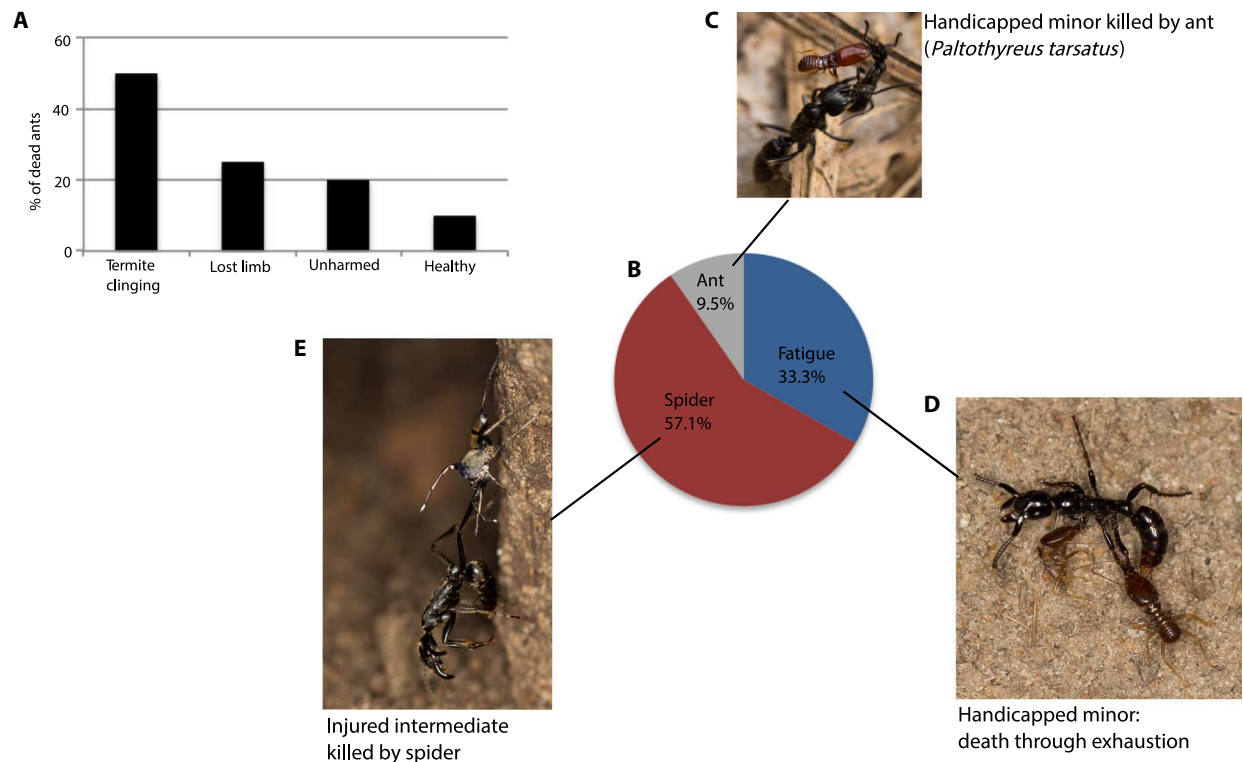 A
% of dead ants
60
40
20
0
Termite
clinging
Lost limb
Unharmed
Healthy
C
Handicapped minor killed by ant
(Paltothyreus tarsatus)
B
Ant
9.5%
Fatigue
33.3%
Spider
57.1%
E
Injured intermediate
killed by spider
D
Handicapped minor:
death through exhaustion